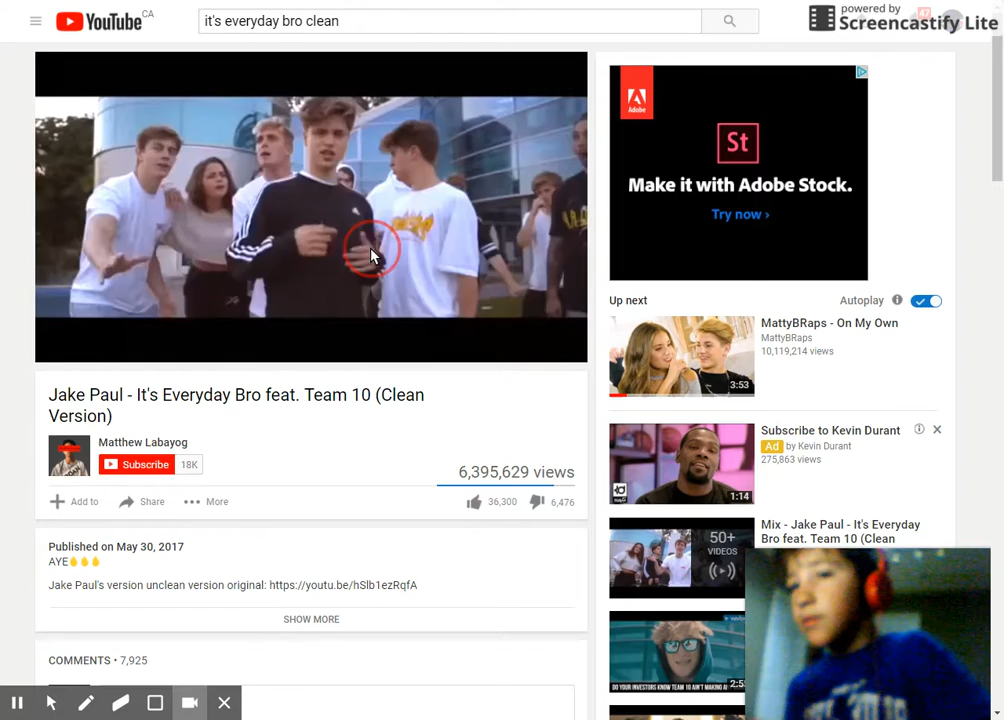 YouTube CA
it's everyday bro clean
powered by
Screencastify Lite
Adobe
St
Make it with Adobe Stock.
Try now ›
Up next
Autoplay
MattyBRaps - On My Own
MattyBRaps
10,119,214 views
3:53
Jake Paul - It's Everyday Bro feat. Team 10 (Clean
Version)
Matthew Labayog
Subscribe 18K
6,395,629 views
Add to
Share
More
36,300
6,476
Subscribe to Kevin Durant
Ad by Kevin Durant
275,863 views
1:14
Mix - Jake Paul - It's Everyday
Bro feat. Team 10 (Clean
50+
VIDEOS
Published on May 30, 2017
AYE🔥🔥🔥
Jake Paul's version unclean version original: https://youtu.be/hSlb1ezRqfA
SHOW MORE
COMMENTS • 7,925
DO YOUR INVESTORS KNOW TEAM 10 AIN'T MAKING